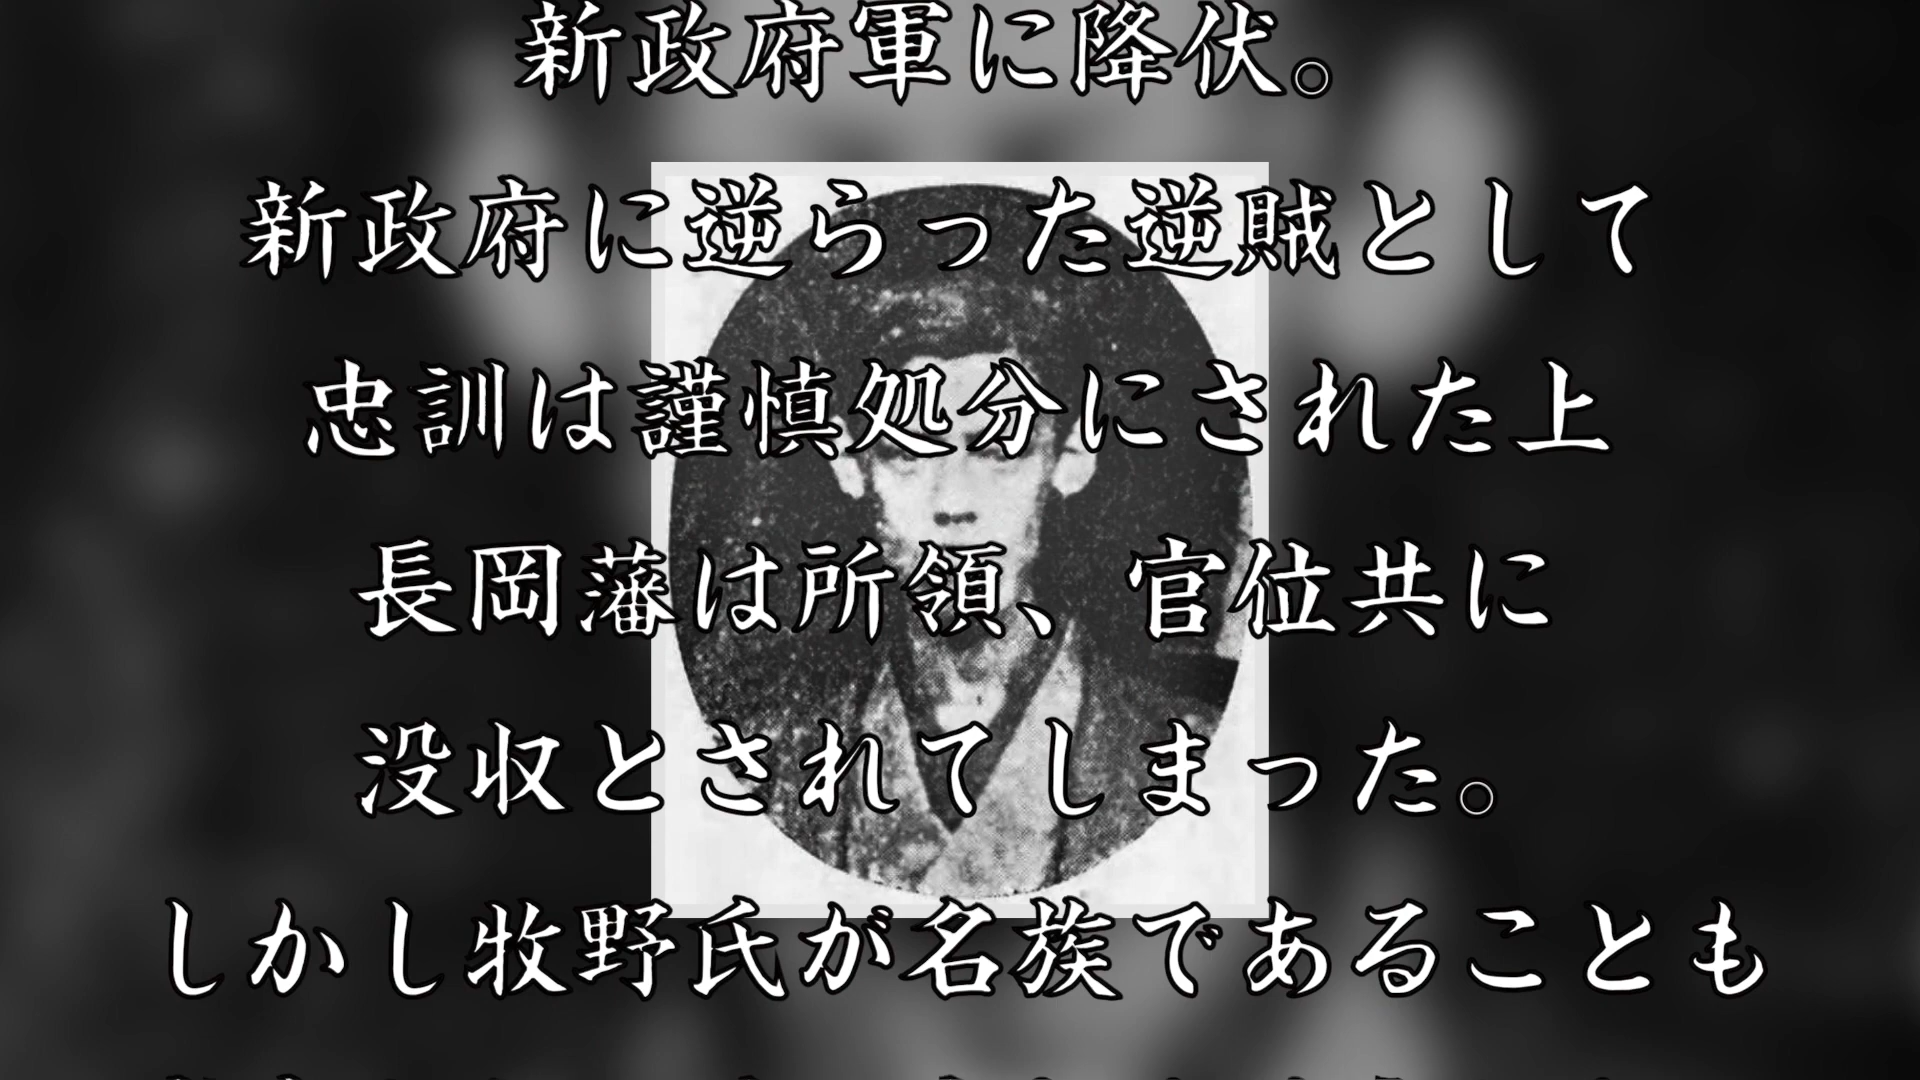 新政府軍に降伏。
新政府に逆らった逆賊として
忠訓は謹慎処分にされた上
長岡藩は所領、官位共に
没収とされてしまった。
しかし牧野氏が名族であることも